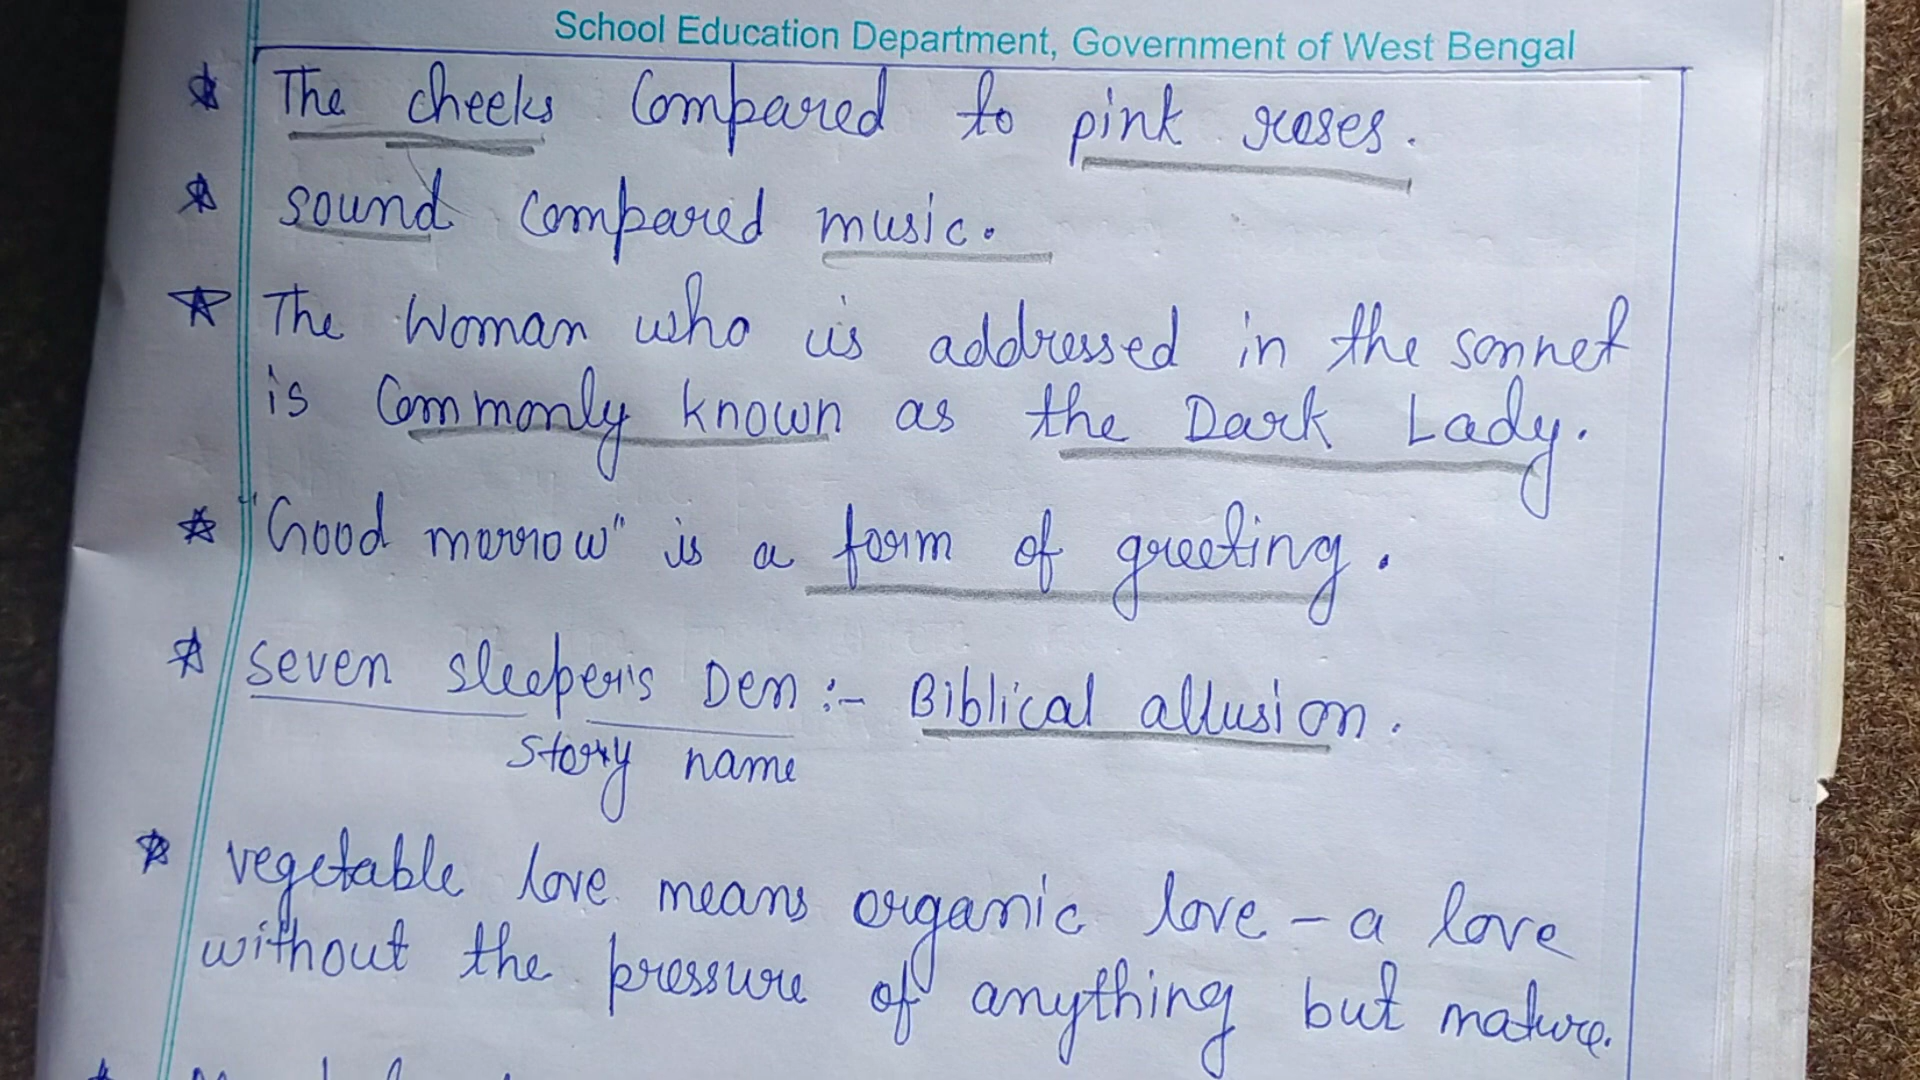 School Education Department, Government of West Bengal
The cheeks Compared to pink roses.
sound compared music.
The Woman who is addressed in the sonnet
is Commonly known as the Dark Lady.
"Good morrow" is a form of greeting.
seven sleeper's Den :- Biblical allusion.
story name
vegetable love means organic love - a love
without the pressure of anything but mature.